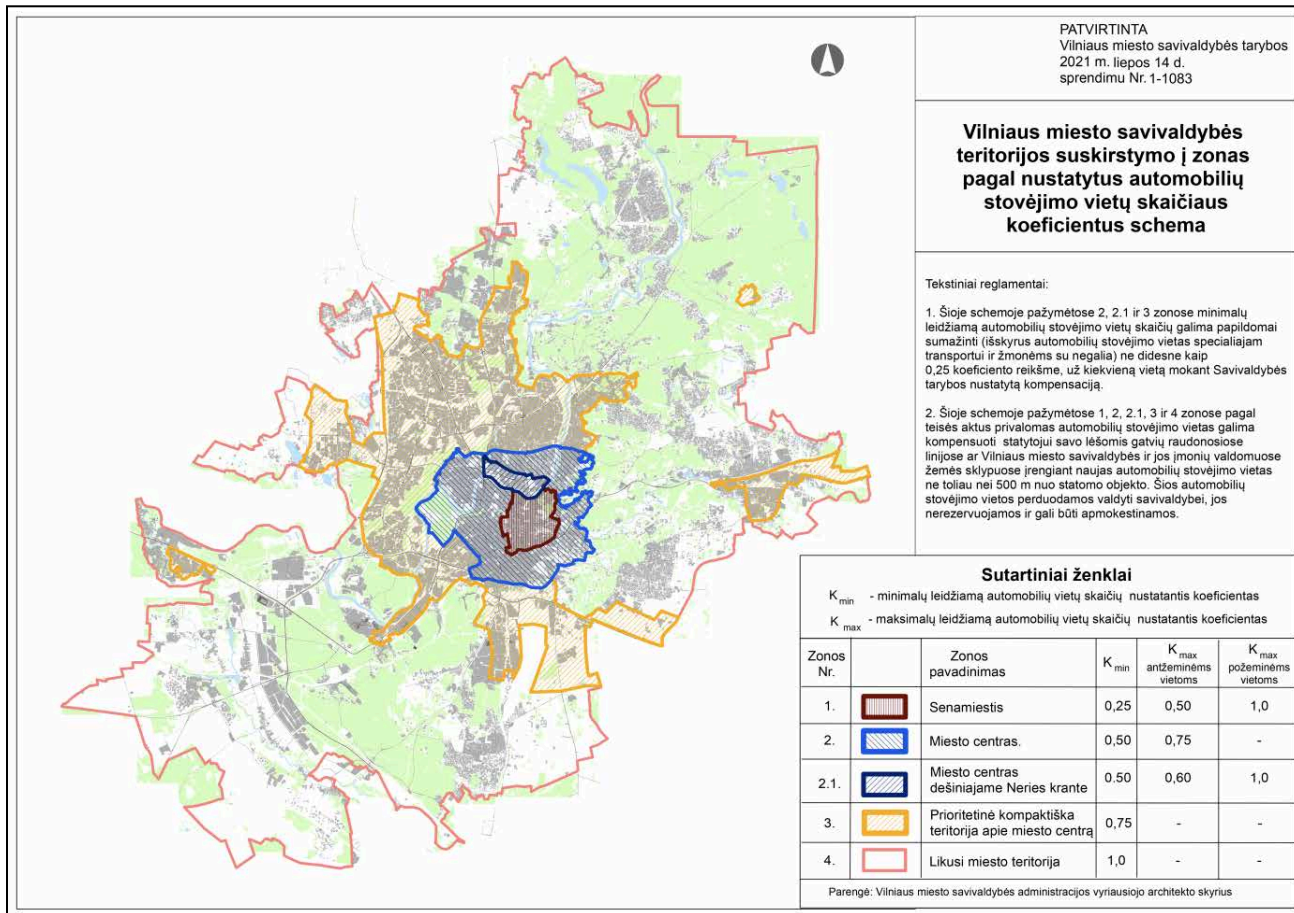 PATVIRTINTA
Vilniaus miesto savivaldybės tarybos
2021 m. liepos 14 d.
sprendimu Nr. 1-1083
Vilniaus miesto savivaldybės
teritorijos suskirstymo į zonas
pagal nustatytus automobilių
stovėjimo vietų skaičiaus
koeficientus schema
Tekstiniai reglamentai:
1. Šioje schemoje pažymėtose 2, 2.1 ir 3 zonose minimalų
leidžiamą automobilių stovėjimo vietų skaičių galima papildomai
sumažinti (išskyrus automobilių stovėjimo vietas specialiajam
transportui ir žmonėms su negalia) ne didesne kaip
0,25 koeficiento reikšme, už kiekvieną vietą mokant Savivaldybės
tarybos nustatytą kompensaciją.
2. Šioje schemoje pažymėtose 1, 2, 2.1, 3 ir 4 zonose pagal
teisės aktus privalomas automobilių stovėjimo vietas galima
kompensuoti statytojui savo lėšomis gatvių raudonosiose
linijose ar Vilniaus miesto savivaldybės ir jos įmonių valdomuose
žemės sklypuose įrengiant naujas automobilių stovėjimo vietas
ne toliau nei 500 m nuo statomo objekto. Šios automobilių
stovėjimo vietos perduodamos valdyti savivaldybei, jos
nerezervuojamos ir gali būti apmokestinamos.
Sutartiniai ženklai
K min - minimalų leidžiamą automobilių vietų skaičių nustatantis koeficientas
K max - maksimalų leidžiamą automobilių vietų skaičių nustatantis koeficientas
Zonos Nr. Zonos pavadinimas K min K max antžeminėms vietoms K max požeminėms vietoms
1. Senamiestis 0,25 0,50 1,0
2. Miesto centras. 0,50 0,75 -
2.1. Miesto centras dešiniajame Neries krante 0.50 0,60 1,0
3. Prioritetinė kompaktiška teritorija apie miesto centrą 0,75 - -
4. Likusi miesto teritorija 1,0 - -
Parengė: Vilniaus miesto savivaldybės administracijos vyriausiojo architekto skyrius